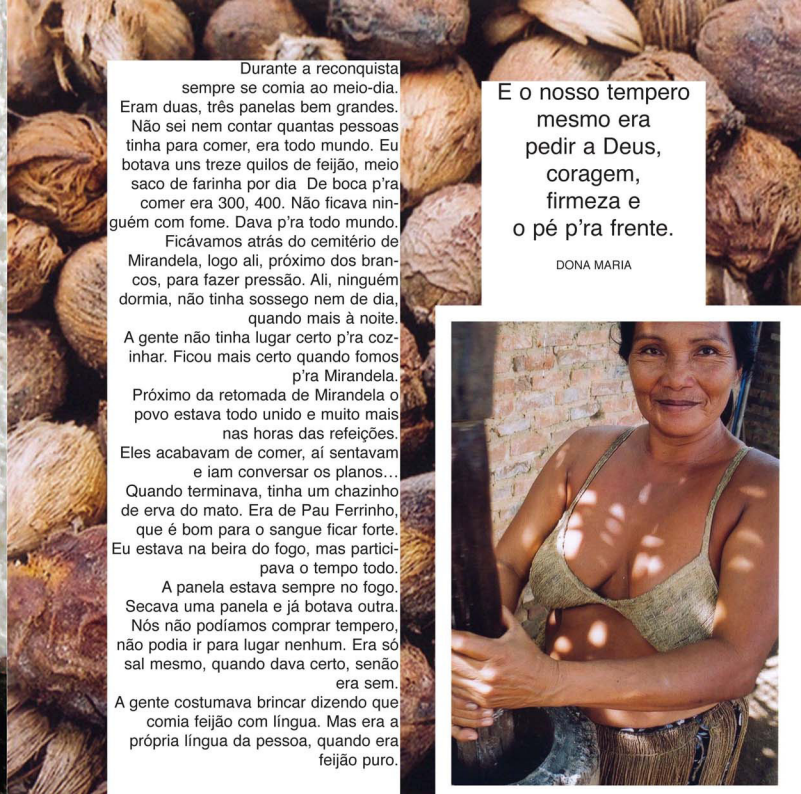 Durante a reconquista
sempre se comia ao meio-dia.
Eram duas, três panelas bem grandes.
Não sei nem contar quantas pessoas
tinha para comer, era todo mundo. Eu
botava uns treze quilos de feijão, meio
saco de farinha por dia  De boca p'ra
comer era 300, 400. Não ficava nin-
guém com fome. Dava p'ra todo mundo.
Ficávamos atrás do cemitério de
Mirandela, logo ali, próximo dos bran-
cos, para fazer pressão. Ali, ninguém
dormia, não tinha sossego nem de dia,
quando mais à noite.
A gente não tinha lugar certo p'ra coz-
inhar. Ficou mais certo quando fomos
p'ra Mirandela.
Próximo da retomada de Mirandela o
povo estava todo unido e muito mais
nas horas das refeições.
Eles acabavam de comer, aí sentavam
e iam conversar os planos…
Quando terminava, tinha um chazinho
de erva do mato. Era de Pau Ferrinho,
que é bom para o sangue ficar forte.
Eu estava na beira do fogo, mas partici-
pava o tempo todo.
A panela estava sempre no fogo.
Secava uma panela e já botava outra.
Nós não podíamos comprar tempero,
não podia ir para lugar nenhum. Era só
sal mesmo, quando dava certo, senão
era sem.
A gente costumava brincar dizendo que
comia feijão com língua. Mas era a
própria língua da pessoa, quando era
feijão puro.
E o nosso tempero
mesmo era
pedir a Deus,
coragem,
firmeza e
o pé p'ra frente.
DONA MARIA